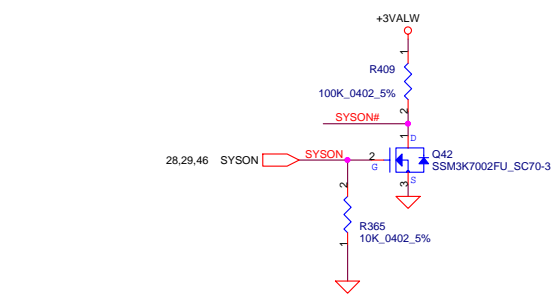 +3VALW
1
R409
100K_0402_5%
2
SYSON#
1
D
28,29,46 SYSON
SYSON
2
G
Q42
SSM3K7002FU_SC70-3
3
S
2
R365
10K_0402_5%
1